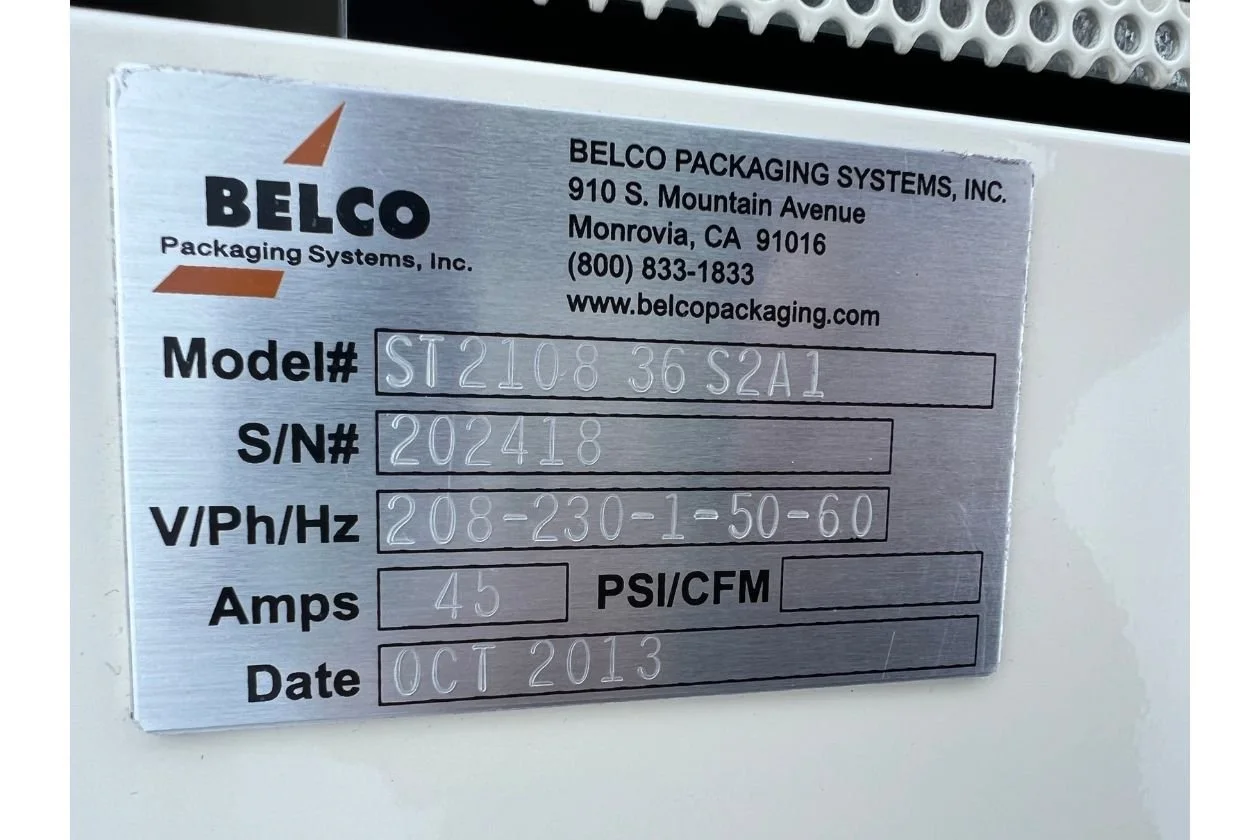 BELCO
Packaging Systems, Inc.
BELCO PACKAGING SYSTEMS, INC.
910 S. Mountain Avenue
Monrovia, CA 91016
(800) 833-1833
www.belcopackaging.com
Model# ST2108 36 S2A1
S/N# 202418
V/Ph/Hz 208-230-1-50-60
Amps 45 PSI/CFM
Date OCT 2013